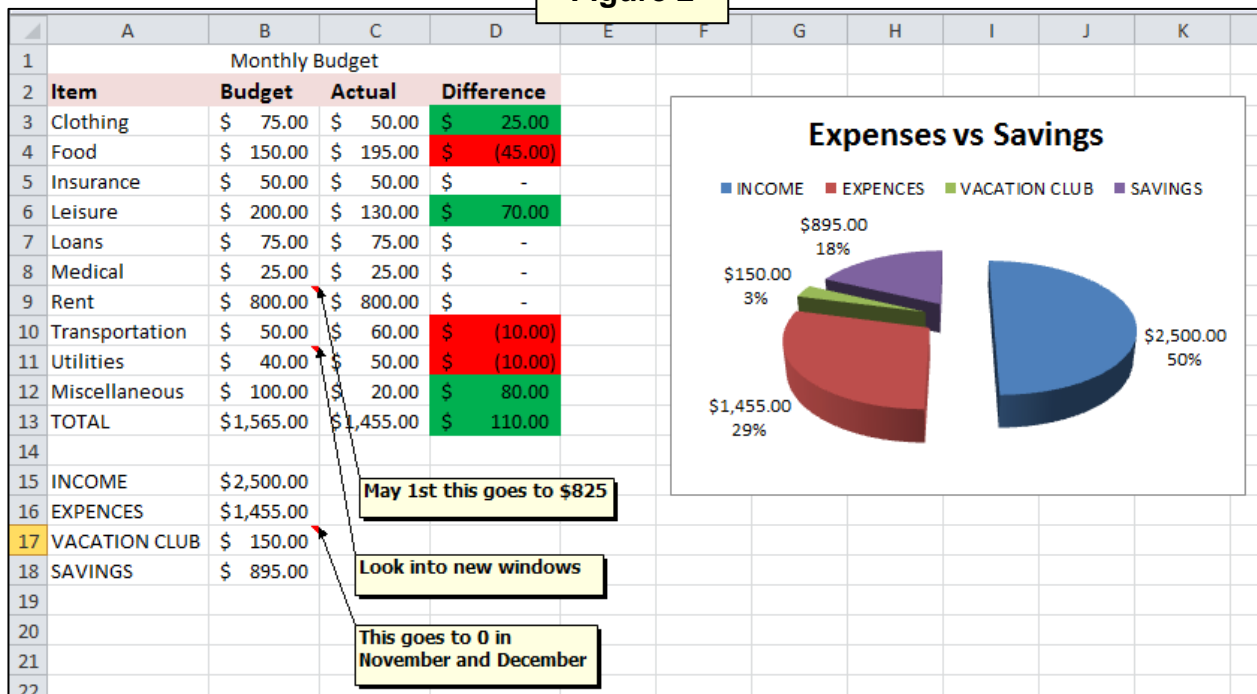 Figure 2
A B C D E F G H I J K
1 Monthly Budget
2 Item Budget Actual Difference
3 Clothing $ 75.00 $ 50.00 $ 25.00
4 Food $ 150.00 $ 195.00 $ (45.00)
5 Insurance $ 50.00 $ 50.00 $ -
6 Leisure $ 200.00 $ 130.00 $ 70.00
7 Loans $ 75.00 $ 75.00 $ -
8 Medical $ 25.00 $ 25.00 $ -
9 Rent $ 800.00 $ 800.00 $ -
10 Transportation $ 50.00 $ 60.00 $ (10.00)
11 Utilities $ 40.00 $ 50.00 $ (10.00)
12 Miscellaneous $ 100.00 $ 20.00 $ 80.00
13 TOTAL $1,565.00 $1,455.00 $ 110.00
14
15 INCOME $2,500.00
16 EXPENCES $1,455.00
17 VACATION CLUB $ 150.00
18 SAVINGS $ 895.00
19
20
21
22
May 1st this goes to $825
Look into new windows
This goes to 0 in
November and December
Expenses vs Savings
INCOME EXPENCES VACATION CLUB SAVINGS
$895.00
18%
$150.00
3%
$2,500.00
50%
$1,455.00
29%